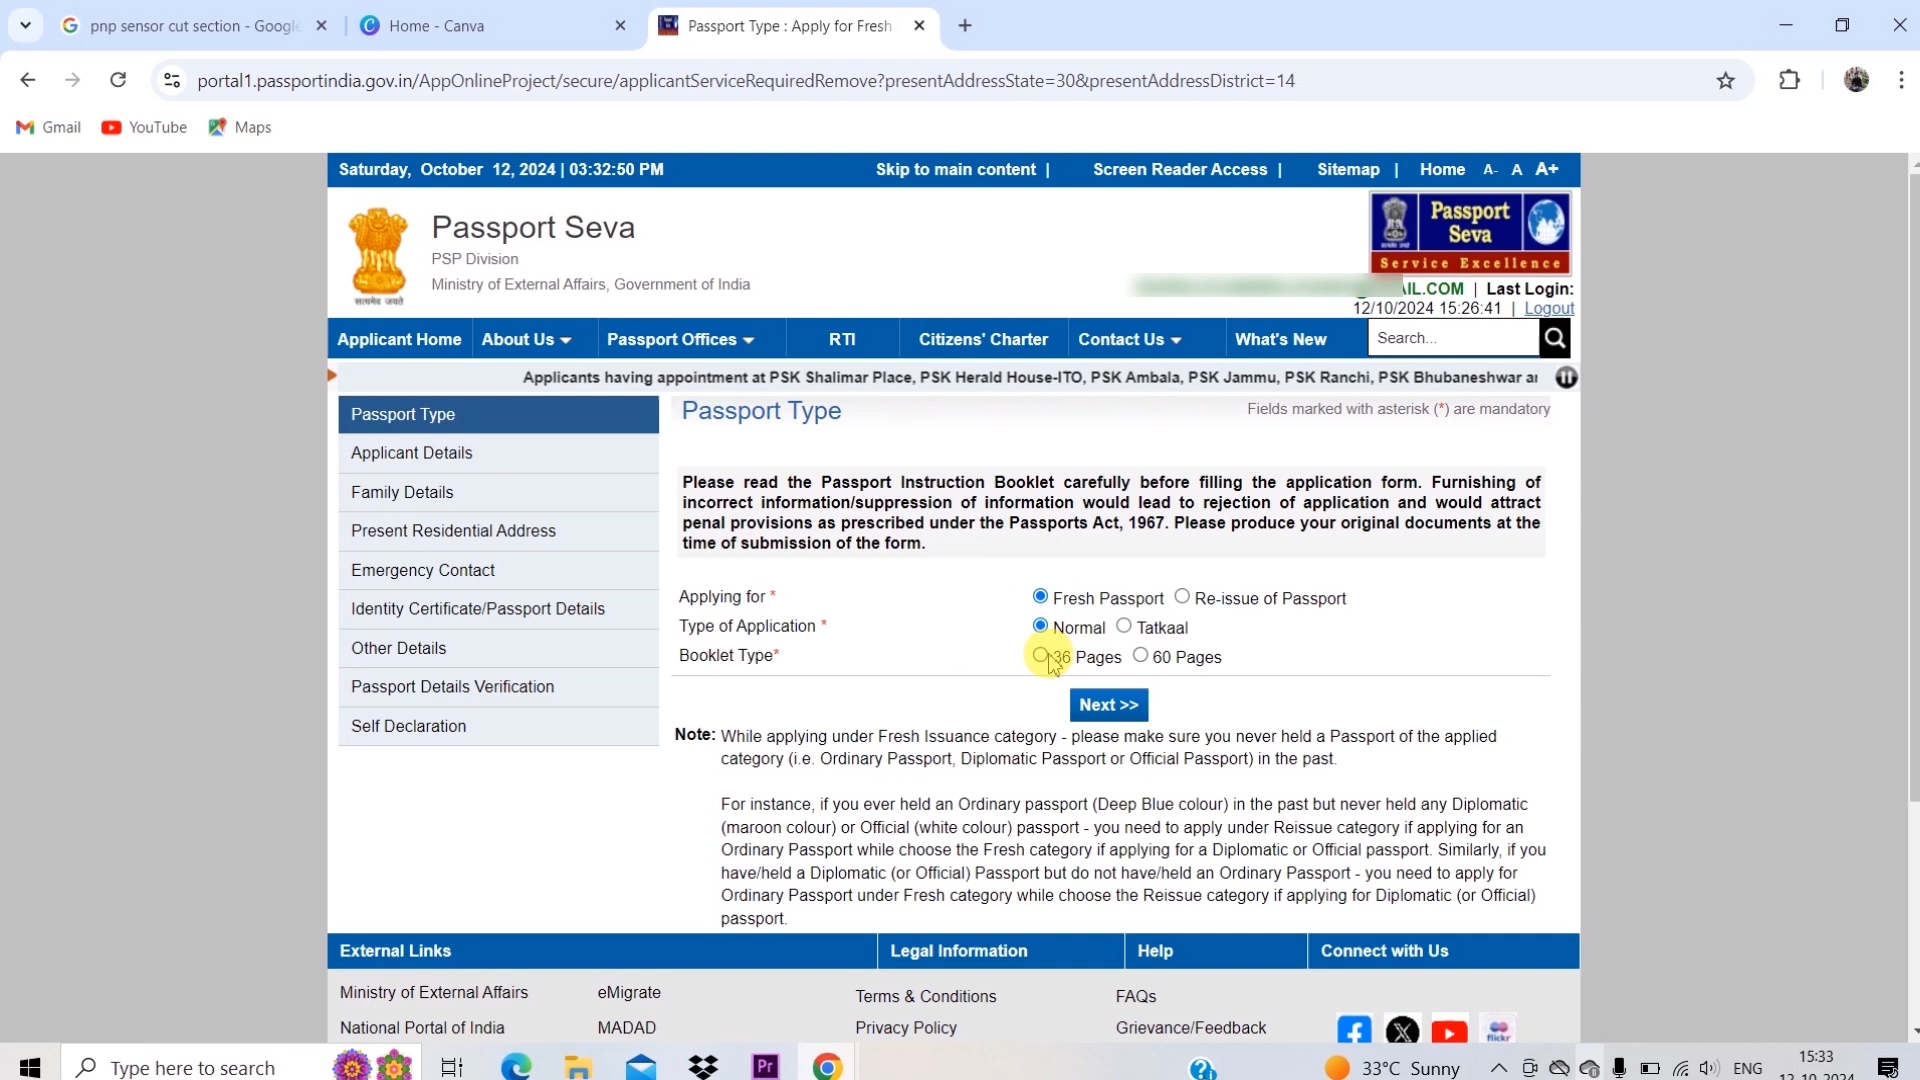 pnp sensor cut section - Google
Home - Canva
Passport Type : Apply for Fresh
portal1.passportindia.gov.in/AppOnlineProject/secure/applicantServiceRequiredRemove?presentAddressState=30&presentAddressDistrict=14
Gmail YouTube Maps
Saturday, October 12, 2024 | 03:32:50 PM Skip to main content | Screen Reader Access | Sitemap | Home A- A A+
Passport Seva
PSP Division
Ministry of External Affairs, Government of India
सत्यमेव जयते
Passport Seva
Service Excellence
AIL.COM | Last Login:
12/10/2024 15:26:41 | Logout
Applicant Home About Us Passport Offices RTI Citizens' Charter Contact Us What's New Search...
Applicants having appointment at PSK Shalimar Place, PSK Herald House-ITO, PSK Ambala, PSK Jammu, PSK Ranchi, PSK Bhubaneshwar ar
Passport Type
Applicant Details
Family Details
Present Residential Address
Emergency Contact
Identity Certificate/Passport Details
Other Details
Passport Details Verification
Self Declaration
Passport Type Fields marked with asterisk (*) are mandatory
Please read the Passport Instruction Booklet carefully before filling the application form. Furnishing of
incorrect information/suppression of information would lead to rejection of application and would attract
penal provisions as prescribed under the Passports Act, 1967. Please produce your original documents at the
time of submission of the form.
Applying for * Fresh Passport Re-issue of Passport
Type of Application * Normal Tatkaal
Booklet Type* 36 Pages 60 Pages
Next >>
Note: While applying under Fresh Issuance category - please make sure you never held a Passport of the applied
category (i.e. Ordinary Passport, Diplomatic Passport or Official Passport) in the past.
For instance, if you ever held an Ordinary passport (Deep Blue colour) in the past but never held any Diplomatic
(maroon colour) or Official (white colour) passport - you need to apply under Reissue category if applying for an
Ordinary Passport while choose the Fresh category if applying for a Diplomatic or Official passport. Similarly, if you
have/held a Diplomatic (or Official) Passport but do not have/held an Ordinary Passport - you need to apply for
Ordinary Passport under Fresh category while choose the Reissue category if applying for Diplomatic (or Official)
passport.
External Links Legal Information Help Connect with Us
Ministry of External Affairs eMigrate Terms & Conditions FAQs
National Portal of India MADAD Privacy Policy Grievance/Feedback
flickr
Type here to search Pr 33°C Sunny ENG 15:33
12-10-2024